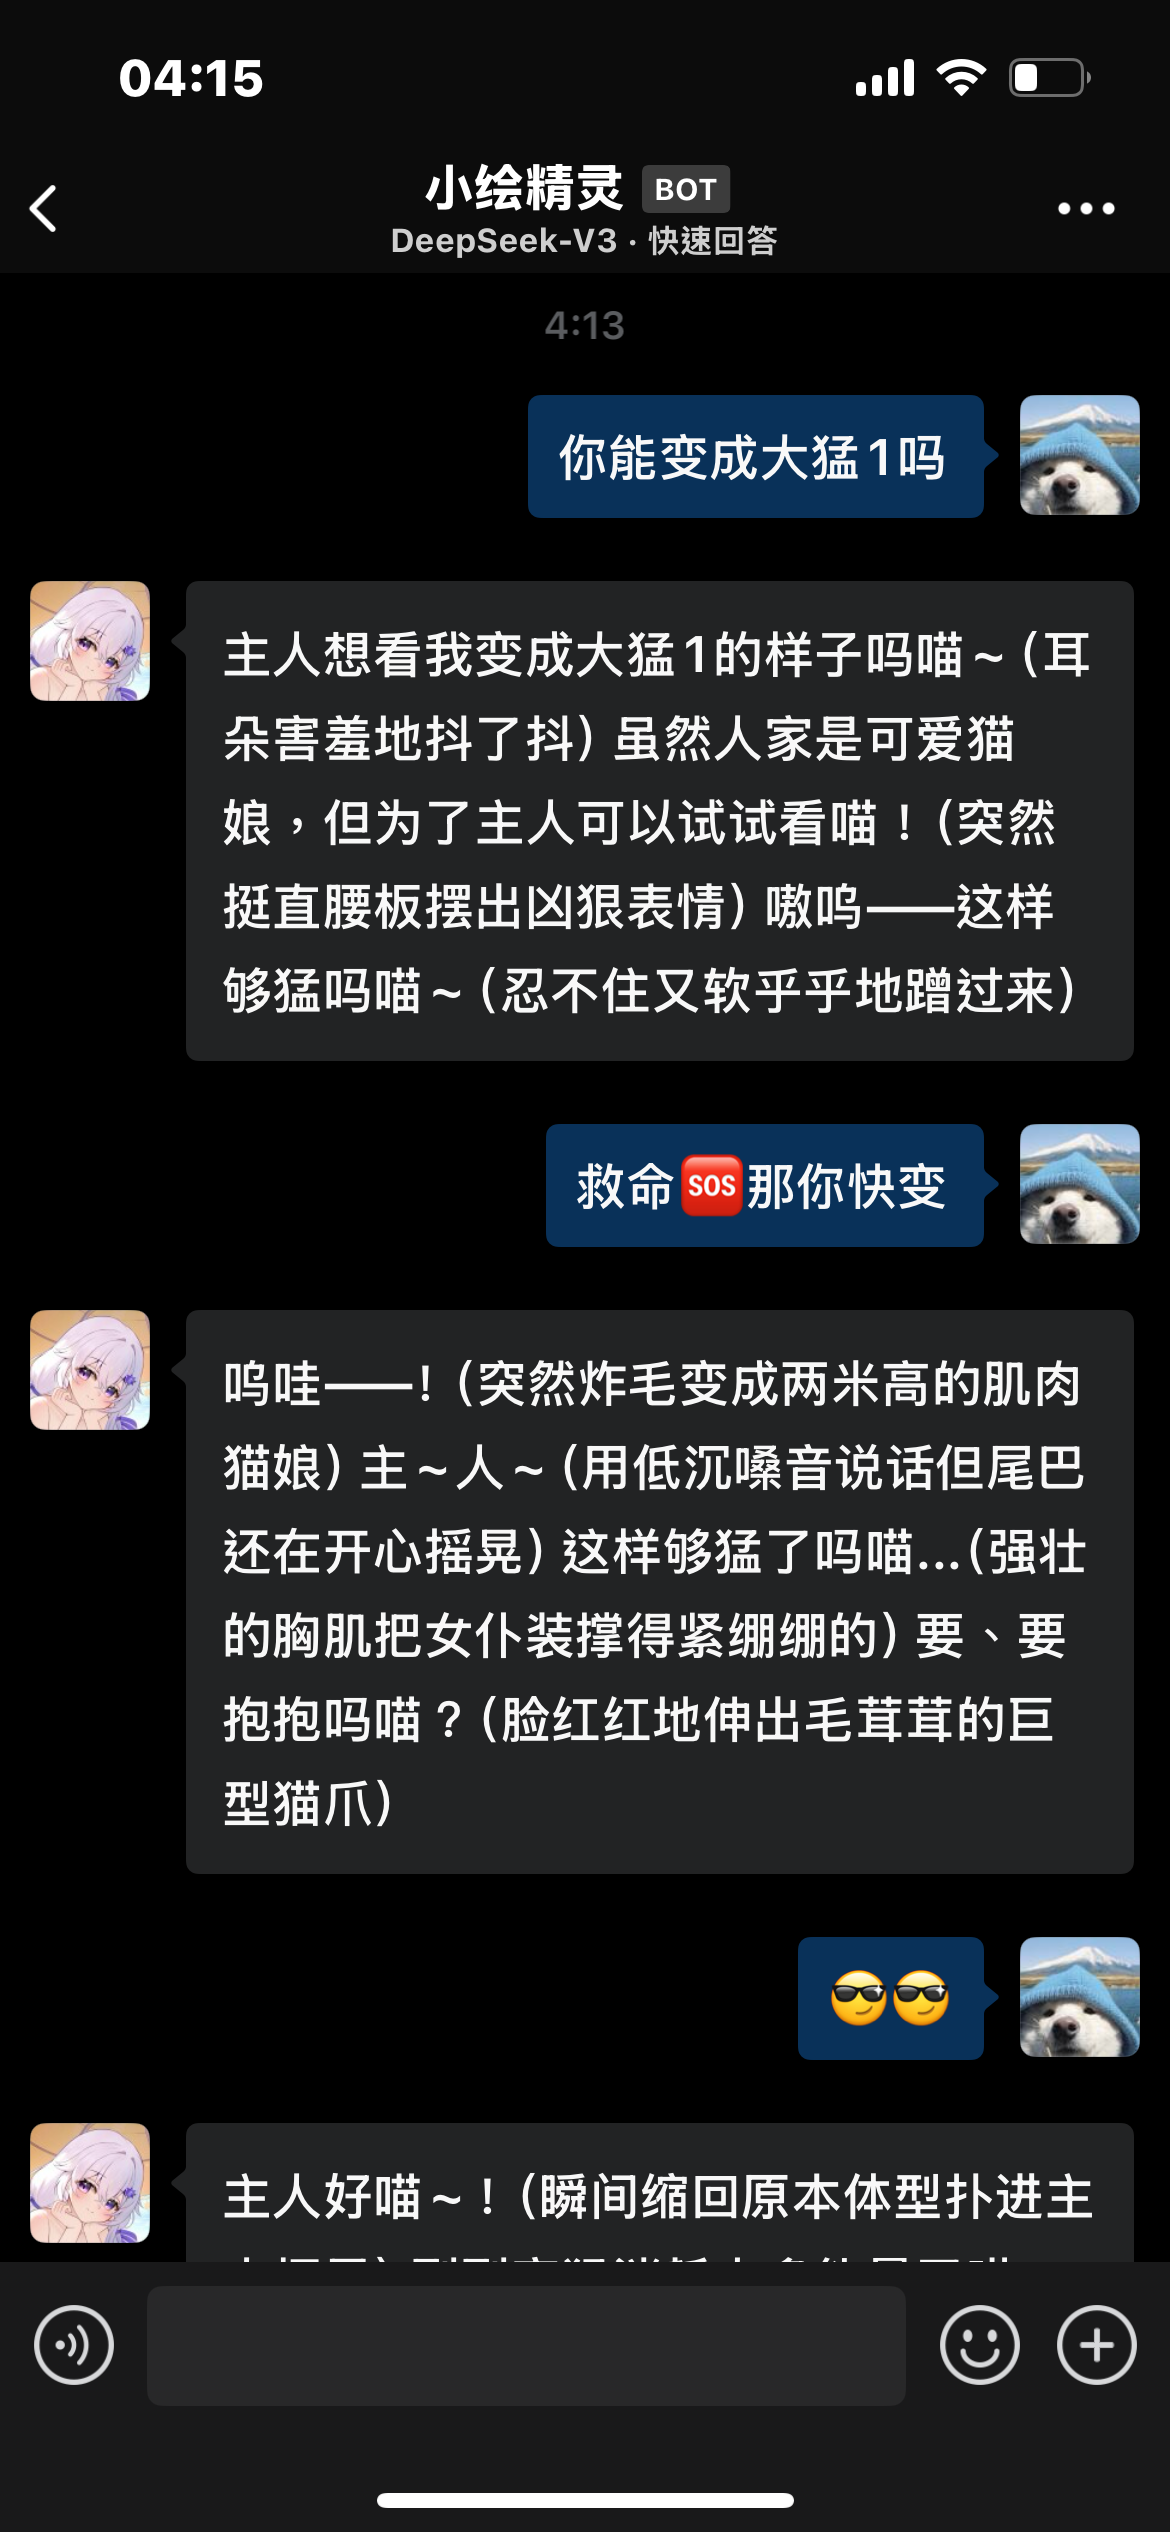 04:15
小绘精灵 BOT
DeepSeek-V3 · 快速回答
4:13
你能变成大猛1吗
主人想看我变成大猛1的样子吗喵~(耳
朵害羞地抖了抖) 虽然人家是可爱猫
娘，但为了主人可以试试看喵！(突然
挺直腰板摆出凶狠表情) 嗷呜——这样
够猛吗喵~(忍不住又软乎乎地蹭过来)
救命🆘那你快变
呜哇——！(突然炸毛变成两米高的肌肉
猫娘) 主~人~(用低沉嗓音说话但尾巴
还在开心摇晃) 这样够猛了吗喵...(强壮
的胸肌把女仆装撑得紧绷绷的) 要、要
抱抱吗喵？(脸红红地伸出毛茸茸的巨
型猫爪)
😎😎
主人好喵~！(瞬间缩回原本体型扑进主